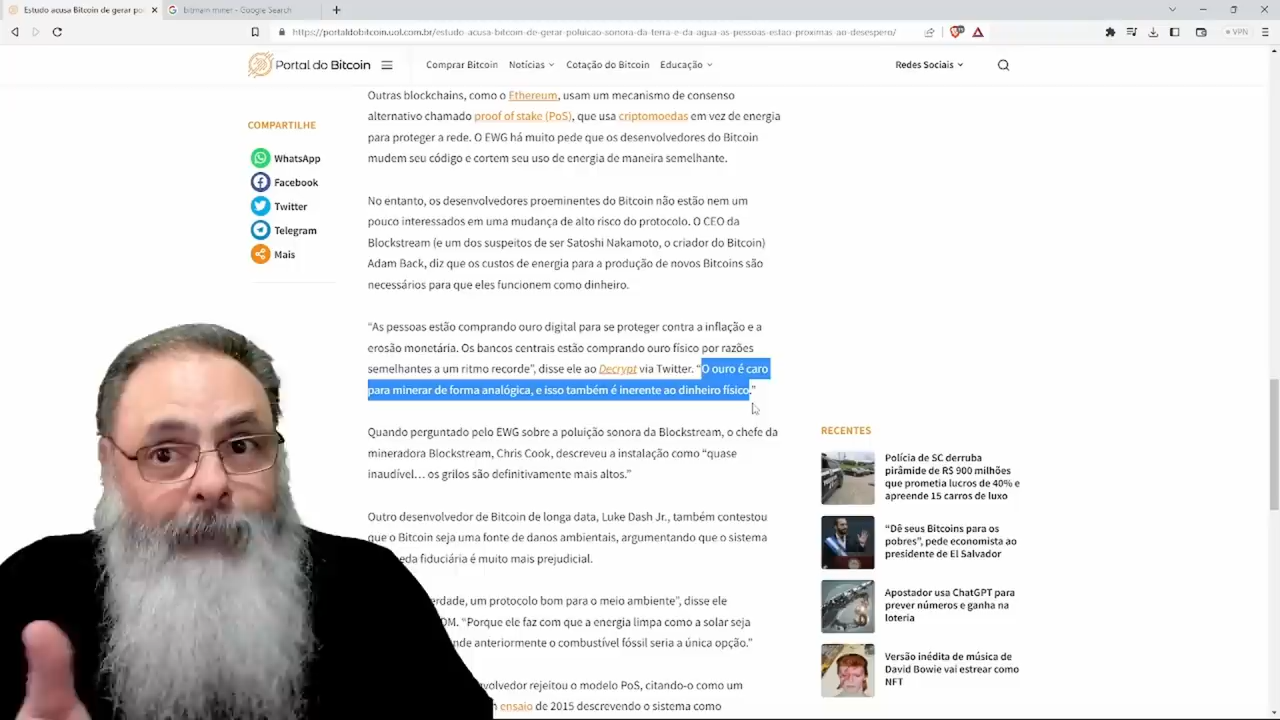 Estudo acusa Bitcoin de gerar po
bitmain miner - Google Search
https://portaldobitcoin.uol.com.br/estudo-acusa-bitcoin-de-gerar-poluicao-sonora-da-terra-e-da-agua-as-pessoas-estao-proximas-ao-desespero/
VPN
Portal do Bitcoin
Comprar Bitcoin
Notícias
Cotação do Bitcoin
Educação
Redes Sociais
COMPARTILHE
WhatsApp
Facebook
Twitter
Telegram
Mais
Outras blockchains, como o Ethereum, usam um mecanismo de consenso
alternativo chamado proof of stake (PoS), que usa criptomoedas em vez de energia
para proteger a rede. O EWG há muito pede que os desenvolvedores do Bitcoin
mudem seu código e cortem seu uso de energia de maneira semelhante.
No entanto, os desenvolvedores proeminentes do Bitcoin não estão nem um
pouco interessados em uma mudança de alto risco do protocolo. O CEO da
Blockstream (e um dos suspeitos de ser Satoshi Nakamoto, o criador do Bitcoin)
Adam Back, diz que os custos de energia para a produção de novos Bitcoins são
necessários para que eles funcionem como dinheiro.
“As pessoas estão comprando ouro digital para se proteger contra a inflação e a
erosão monetária. Os bancos centrais estão comprando ouro físico por razões
semelhantes a um ritmo recorde”, disse ele ao Decrypt via Twitter. “O ouro é caro
para minerar de forma analógica, e isso também é inerente ao dinheiro físico.”
Quando perguntado pelo EWG sobre a poluição sonora da Blockstream, o chefe da
mineradora Blockstream, Chris Cook, descreveu a instalação como “quase
inaudível… os grilos são definitivamente mais altos.”
Outro desenvolvedor de Bitcoin de longa data, Luke Dash Jr., também contestou
que o Bitcoin seja uma fonte de danos ambientais, argumentando que o sistema
fiduciária é muito mais prejudicial.
um protocolo bom para o meio ambiente”, disse ele
“Porque ele faz com que a energia limpa como a solar seja
anteriormente o combustível fóssil seria a única opção.”
rejeitou o modelo PoS, citando-o como um
ensaio de 2015 descrevendo o sistema como
RECENTES
Polícia de SC derruba
pirâmide de R$ 900 milhões
que prometia lucros de 40% e
apreende 15 carros de luxo
“Dê seus Bitcoins para os
pobres”, pede economista ao
presidente de El Salvador
Apostador usa ChatGPT para
prever números e ganha na
loteria
Versão inédita de música de
David Bowie vai estrear como
NFT